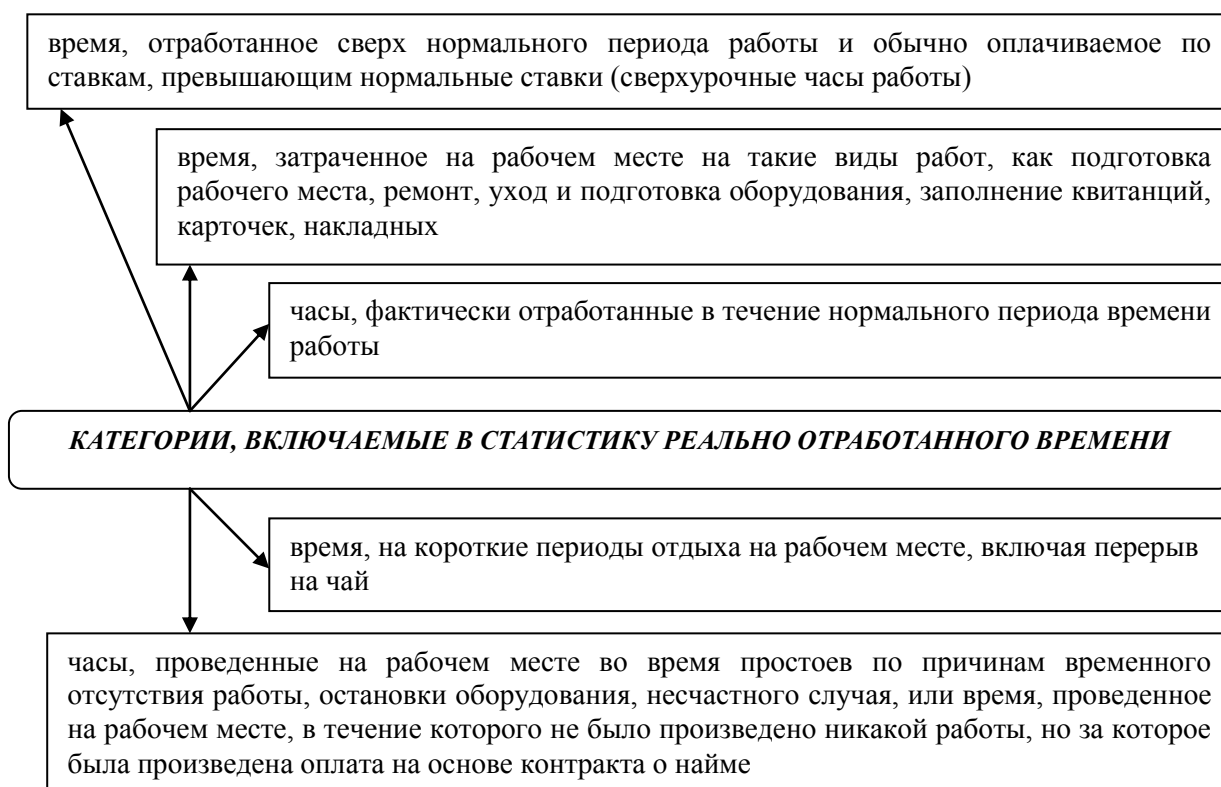 время, отработанное сверх нормального периода работы и обычно оплачиваемое по
ставкам, превышающим нормальные ставки (сверхурочные часы работы)
время, затраченное на рабочем месте на такие виды работ, как подготовка
рабочего места, ремонт, уход и подготовка оборудования, заполнение квитанций,
карточек, накладных
часы, фактически отработанные в течение нормального периода времени
работы
КАТЕГОРИИ, ВКЛЮЧАЕМЫЕ В СТАТИСТИКУ РЕАЛЬНО ОТРАБОТАННОГО ВРЕМЕНИ
время, на короткие периоды отдыха на рабочем месте, включая перерыв
на чай
часы, проведенные на рабочем месте во время простоев по причинам временного
отсутствия работы, остановки оборудования, несчастного случая, или время, проведенное
на рабочем месте, в течение которого не было произведено никакой работы, но за которое
была произведена оплата на основе контракта о найме